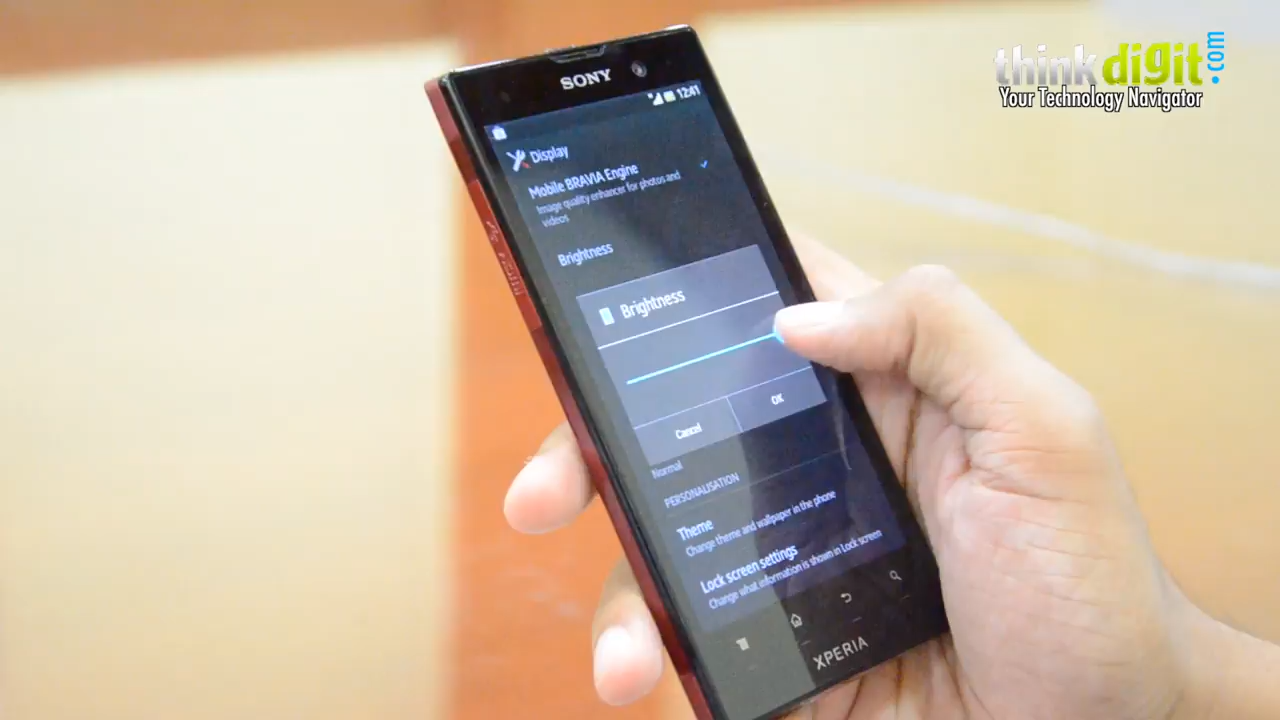 thinkdigit.com
Your Technology Navigator
SONY
12:41
Display
Mobile BRAVIA Engine
Image quality enhancer for photos and
videos
Brightness
Brightness
Cancel
OK
Normal
PERSONALISATION
Theme
Change theme and wallpaper in the phone
Lock screen settings
Change what information is shown in Lock screen
XPERIA